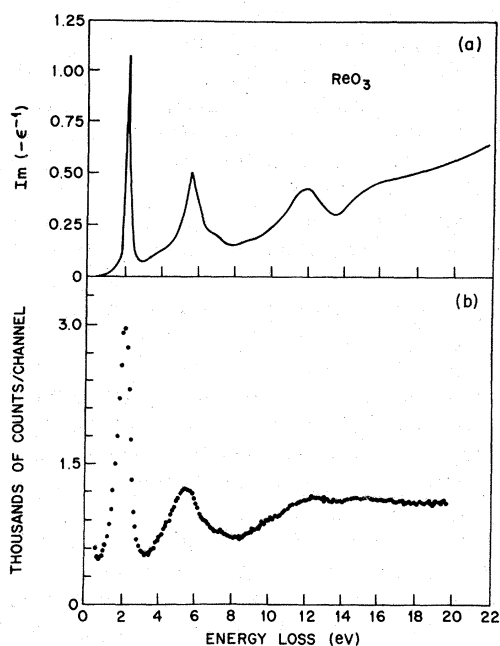 1.25
(a)
ReO3
1.00
0.75
0.50
0.25
0
Im (-ϵ⁻¹)
(b)
3.0
1.5
0
THOUSANDS OF COUNTS/CHANNEL
0 2 4 6 8 10 12 14 16 18 20 22
ENERGY LOSS (eV)